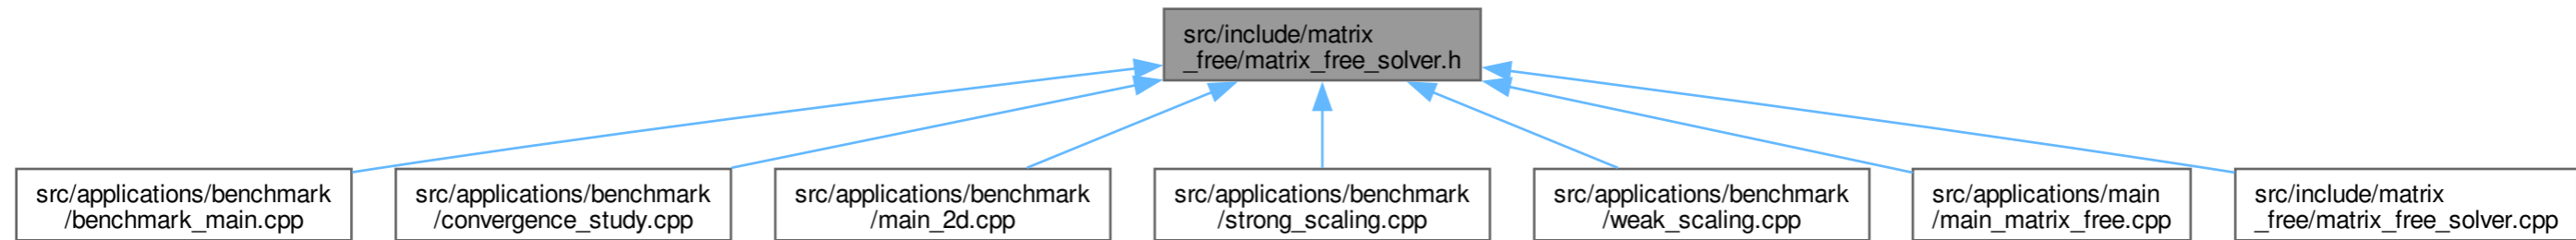 src/include/matrix
_free/matrix_free_solver.h
src/applications/benchmark
/benchmark_main.cpp
src/applications/benchmark
/convergence_study.cpp
src/applications/benchmark
/main_2d.cpp
src/applications/benchmark
/strong_scaling.cpp
src/applications/benchmark
/weak_scaling.cpp
src/applications/main
/main_matrix_free.cpp
src/include/matrix
_free/matrix_free_solver.cpp